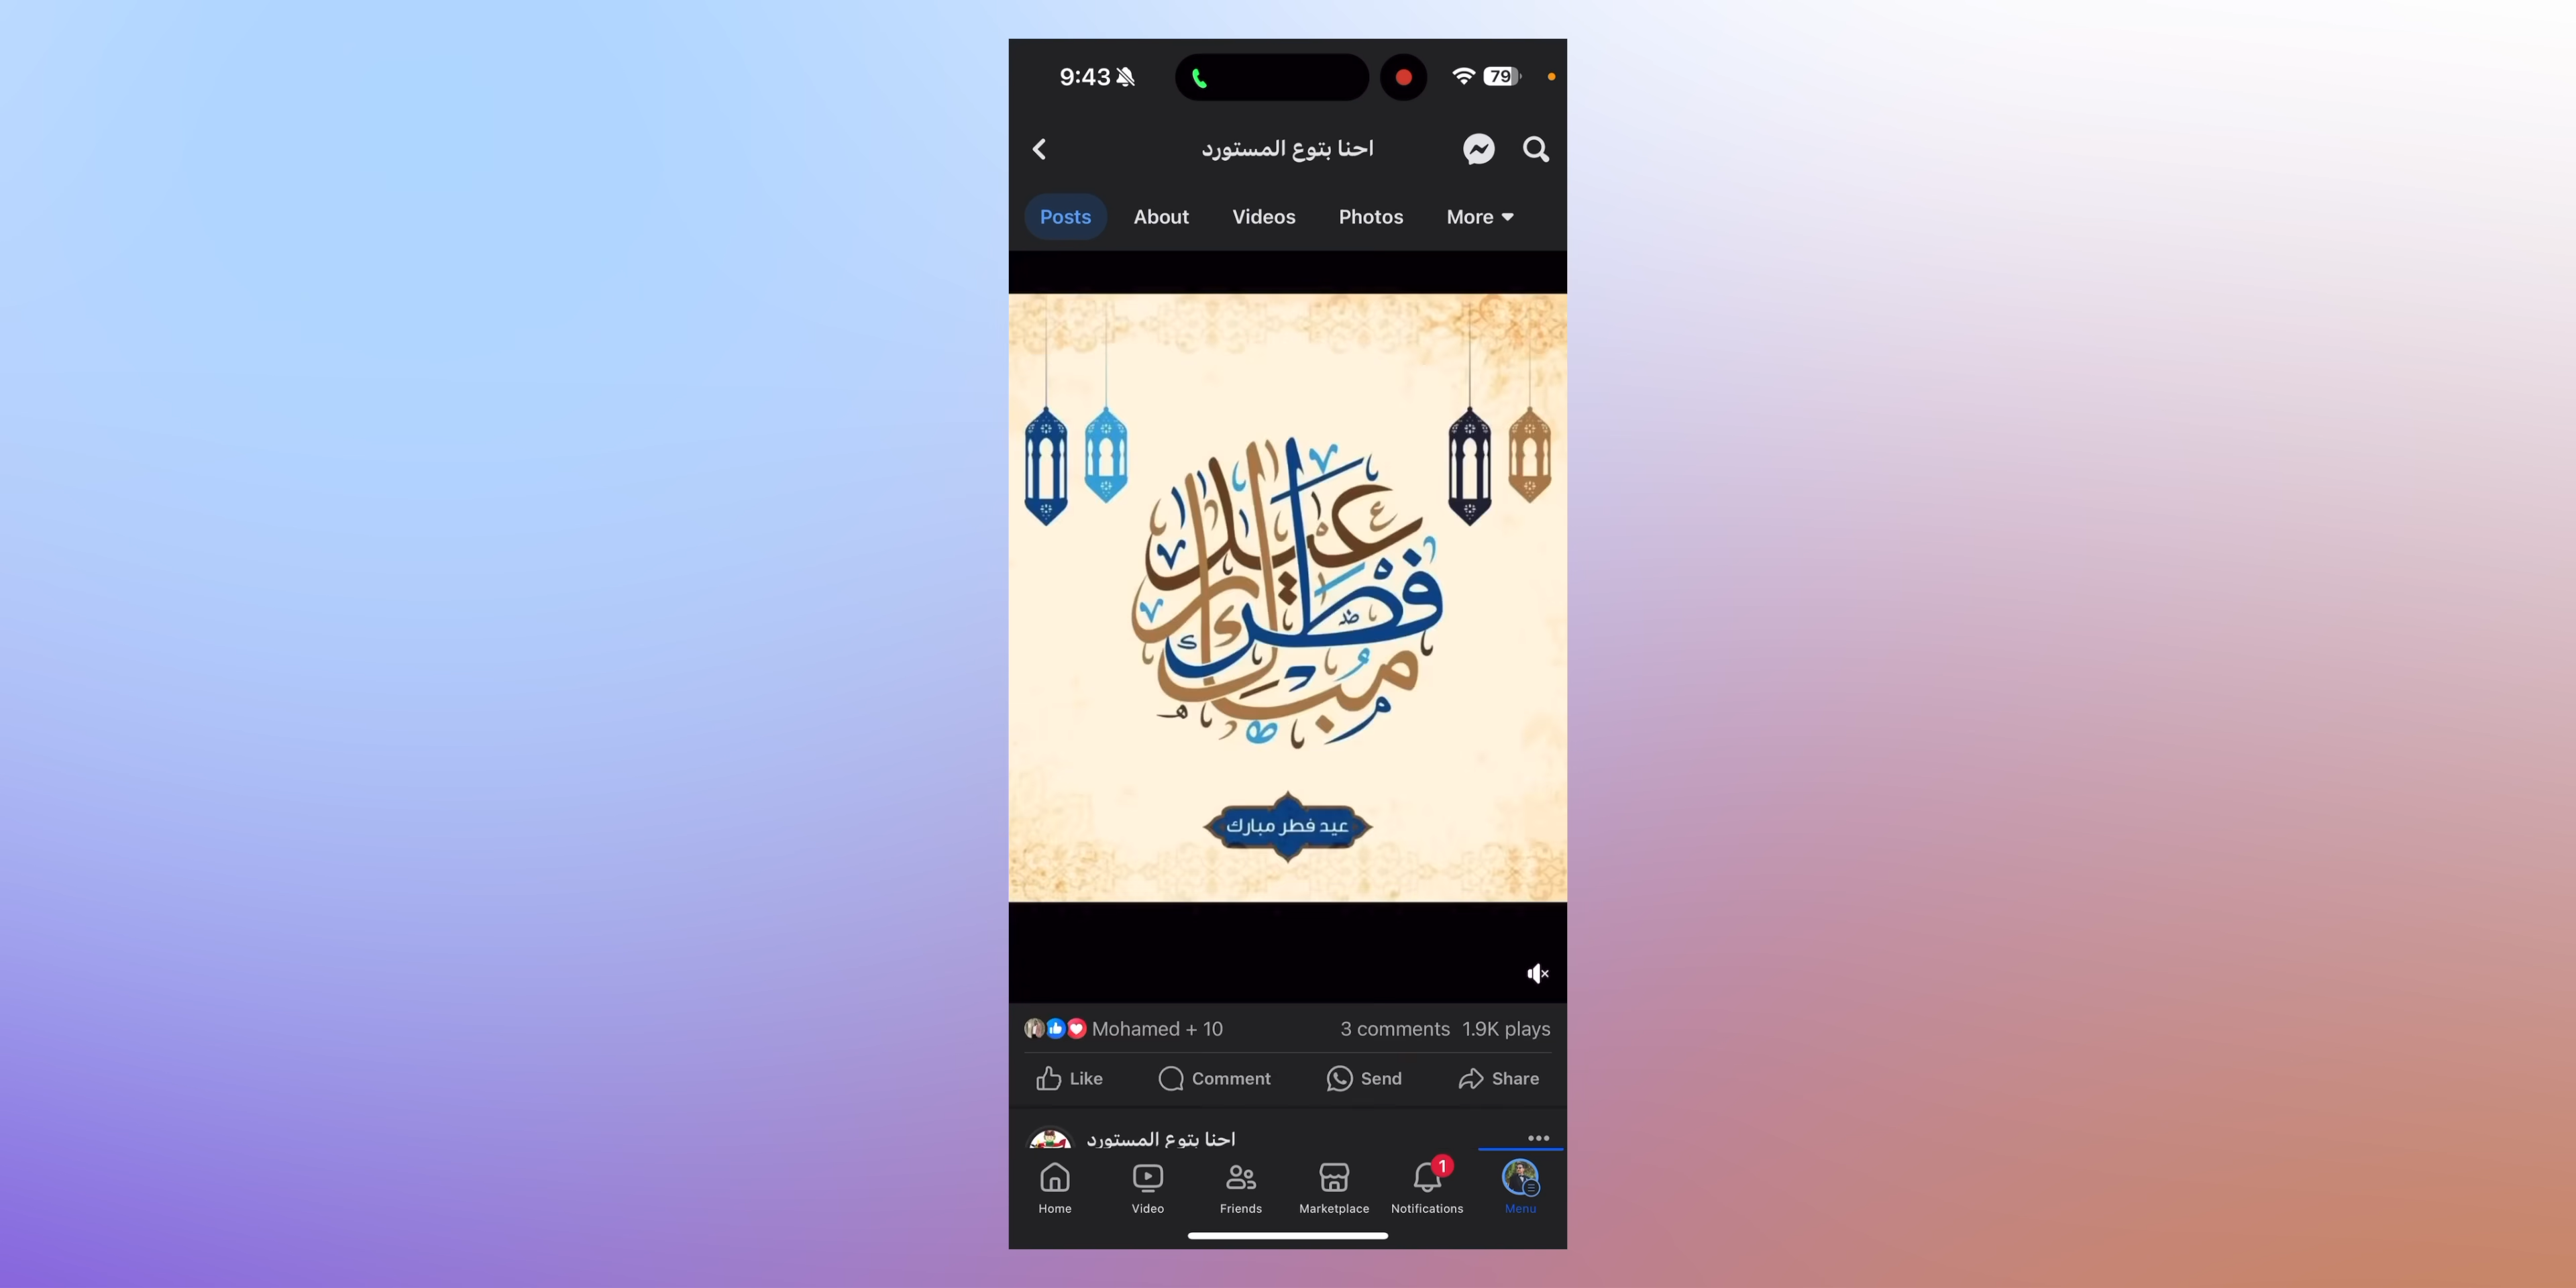 9:43
79
احنا بتوع المستورد
Posts About Videos Photos More
عيد
فطر
مبارك
عيد فطر مبارك
Mohamed + 10 3 comments 1.9K plays
Like Comment Send Share
احنا بتوع المستورد
1
Home Video Friends Marketplace Notifications Menu